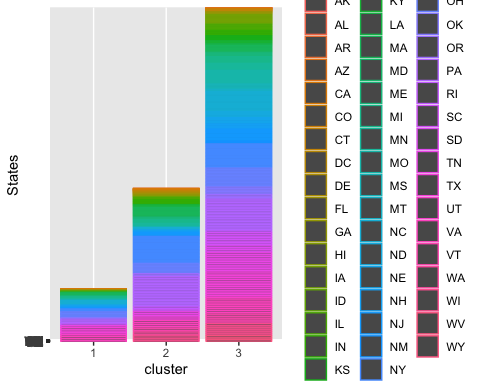 States
1
2
3
cluster
AK
AL
AR
AZ
CA
CO
CT
DC
DE
FL
GA
HI
IA
ID
IL
IN
KS
KY
LA
MA
MD
ME
MI
MN
MO
MS
MT
NC
ND
NE
NH
NJ
NM
NY
OH
OK
OR
PA
RI
SC
SD
TN
TX
UT
VA
VT
WA
WI
WV
WY